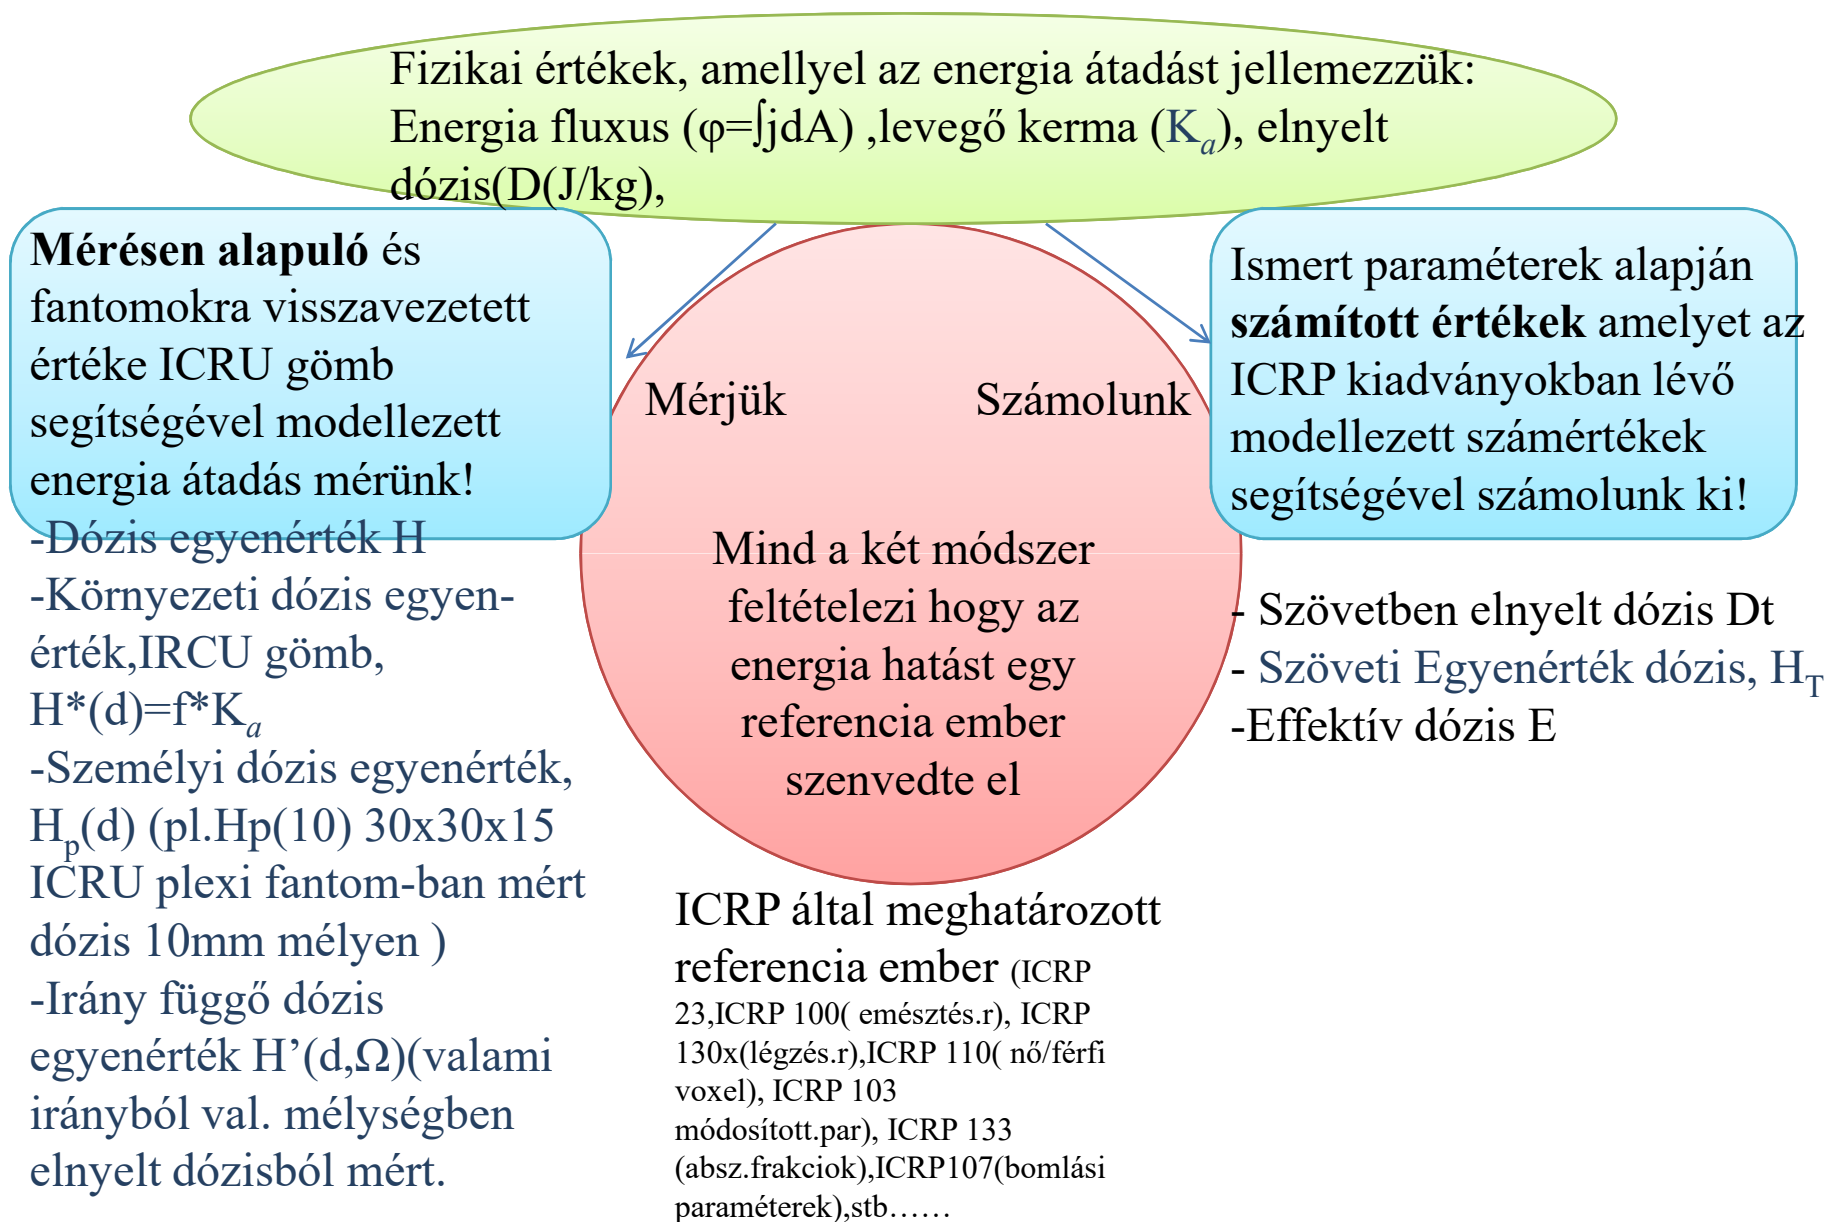 Fizikai értékek, amellyel az energia átadást jellemezzük:
Energia fluxus (φ=∫jdA) ,levegő kerma (Kₐ), elnyelt
dózis(D(J/kg),
Mérésen alapuló és
fantomokra visszavezetett
értéke ICRU gömb
segítségével modellezett
energia átadás mérünk!
-Dózis egyenérték H
-Környezeti dózis egyen-
érték,IRCU gömb,
H*(d)=f*Kₐ
-Személyi dózis egyenérték,
Hₚ(d) (pl.Hp(10) 30x30x15
ICRU plexi fantom-ban mért
dózis 10mm mélyen )
-Irány függő dózis
egyenérték H’(d,Ω)(valami
irányból val. mélységben
elnyelt dózisból mért.
Mérjük
Számolunk
Mind a két módszer
feltételezi hogy az
energia hatást egy
referencia ember
szenvedte el
ICRP által meghatározott
referencia ember (ICRP
23,ICRP 100( emésztés.r), ICRP
130x(légzés.r),ICRP 110( nő/férfi
voxel), ICRP 103
módosított.par), ICRP 133
(absz.frakciok),ICRP107(bomlási
paraméterek),stb……
Ismert paraméterek alapján
számított értékek amelyet az
ICRP kiadványokban lévő
modellezett számértékek
segítségével számolunk ki!
- Szövetben elnyelt dózis Dt
- Szöveti Egyenérték dózis, H_T
-Effektív dózis E